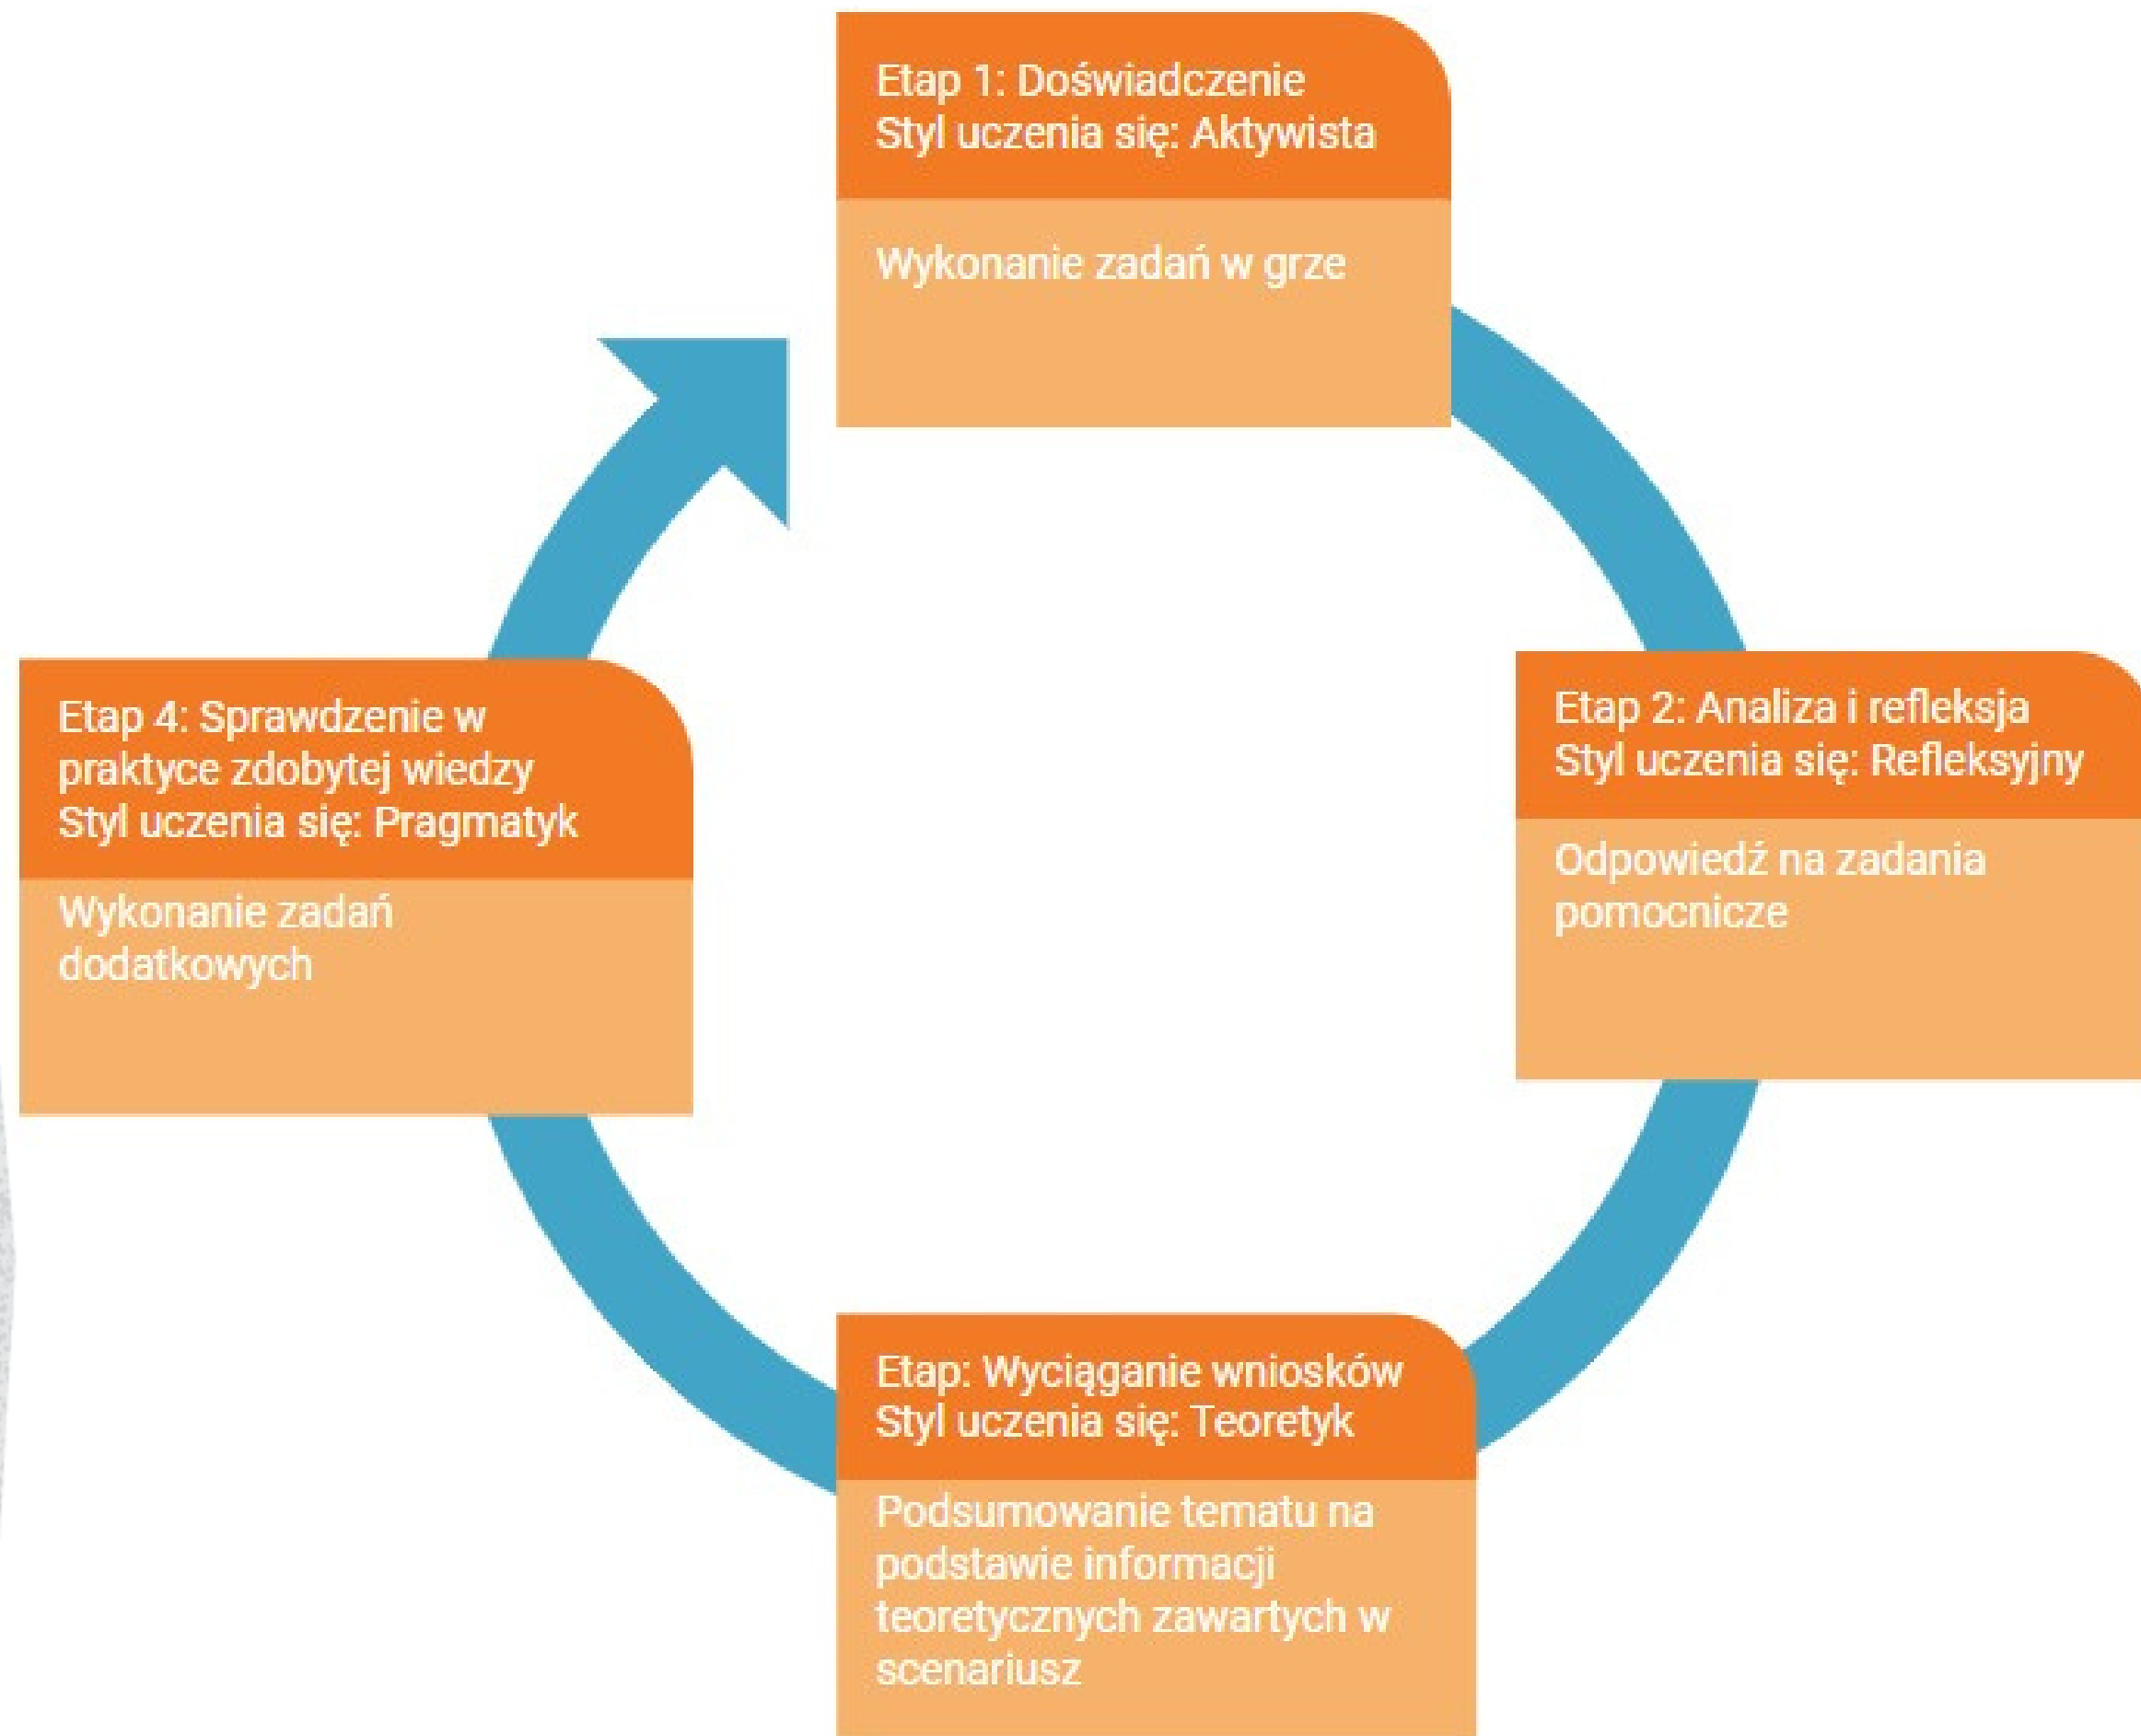 Etap 1: Doświadczenie
Styl uczenia się: Aktywista
Wykonanie zadań w grze
Etap 2: Analiza i refleksja
Styl uczenia się: Refleksyjny
Odpowiedź na zadania
pomocnicze
Etap: Wyciąganie wniosków
Styl uczenia się: Teoretyk
Podsumowanie tematu na
podstawie informacji
teoretycznych zawartych w
scenariusz
Etap 4: Sprawdzenie w
praktyce zdobytej wiedzy
Styl uczenia się: Pragmatyk
Wykonanie zadań
dodatkowych